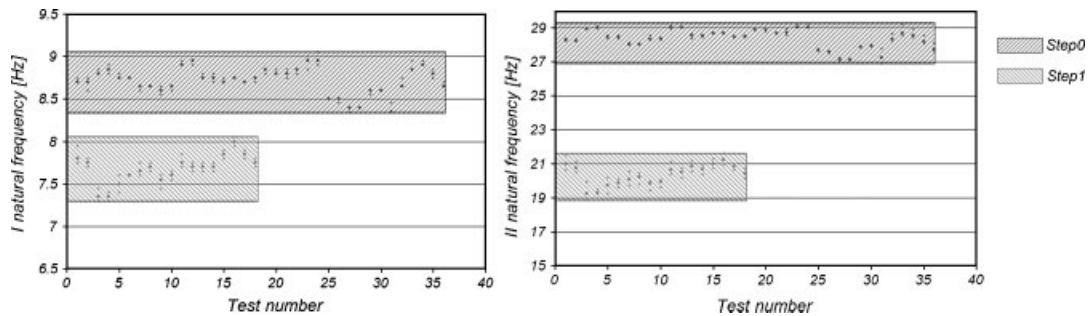 9.5
9
8.5
8
7.5
7
6.5
I natural frequency [Hz]
0 5 10 15 20 25 30 35 40
Test number
29
27
25
23
21
19
17
15
II natural frequency [Hz]
0 5 10 15 20 25 30 35 40
Test number
Step0
Step1